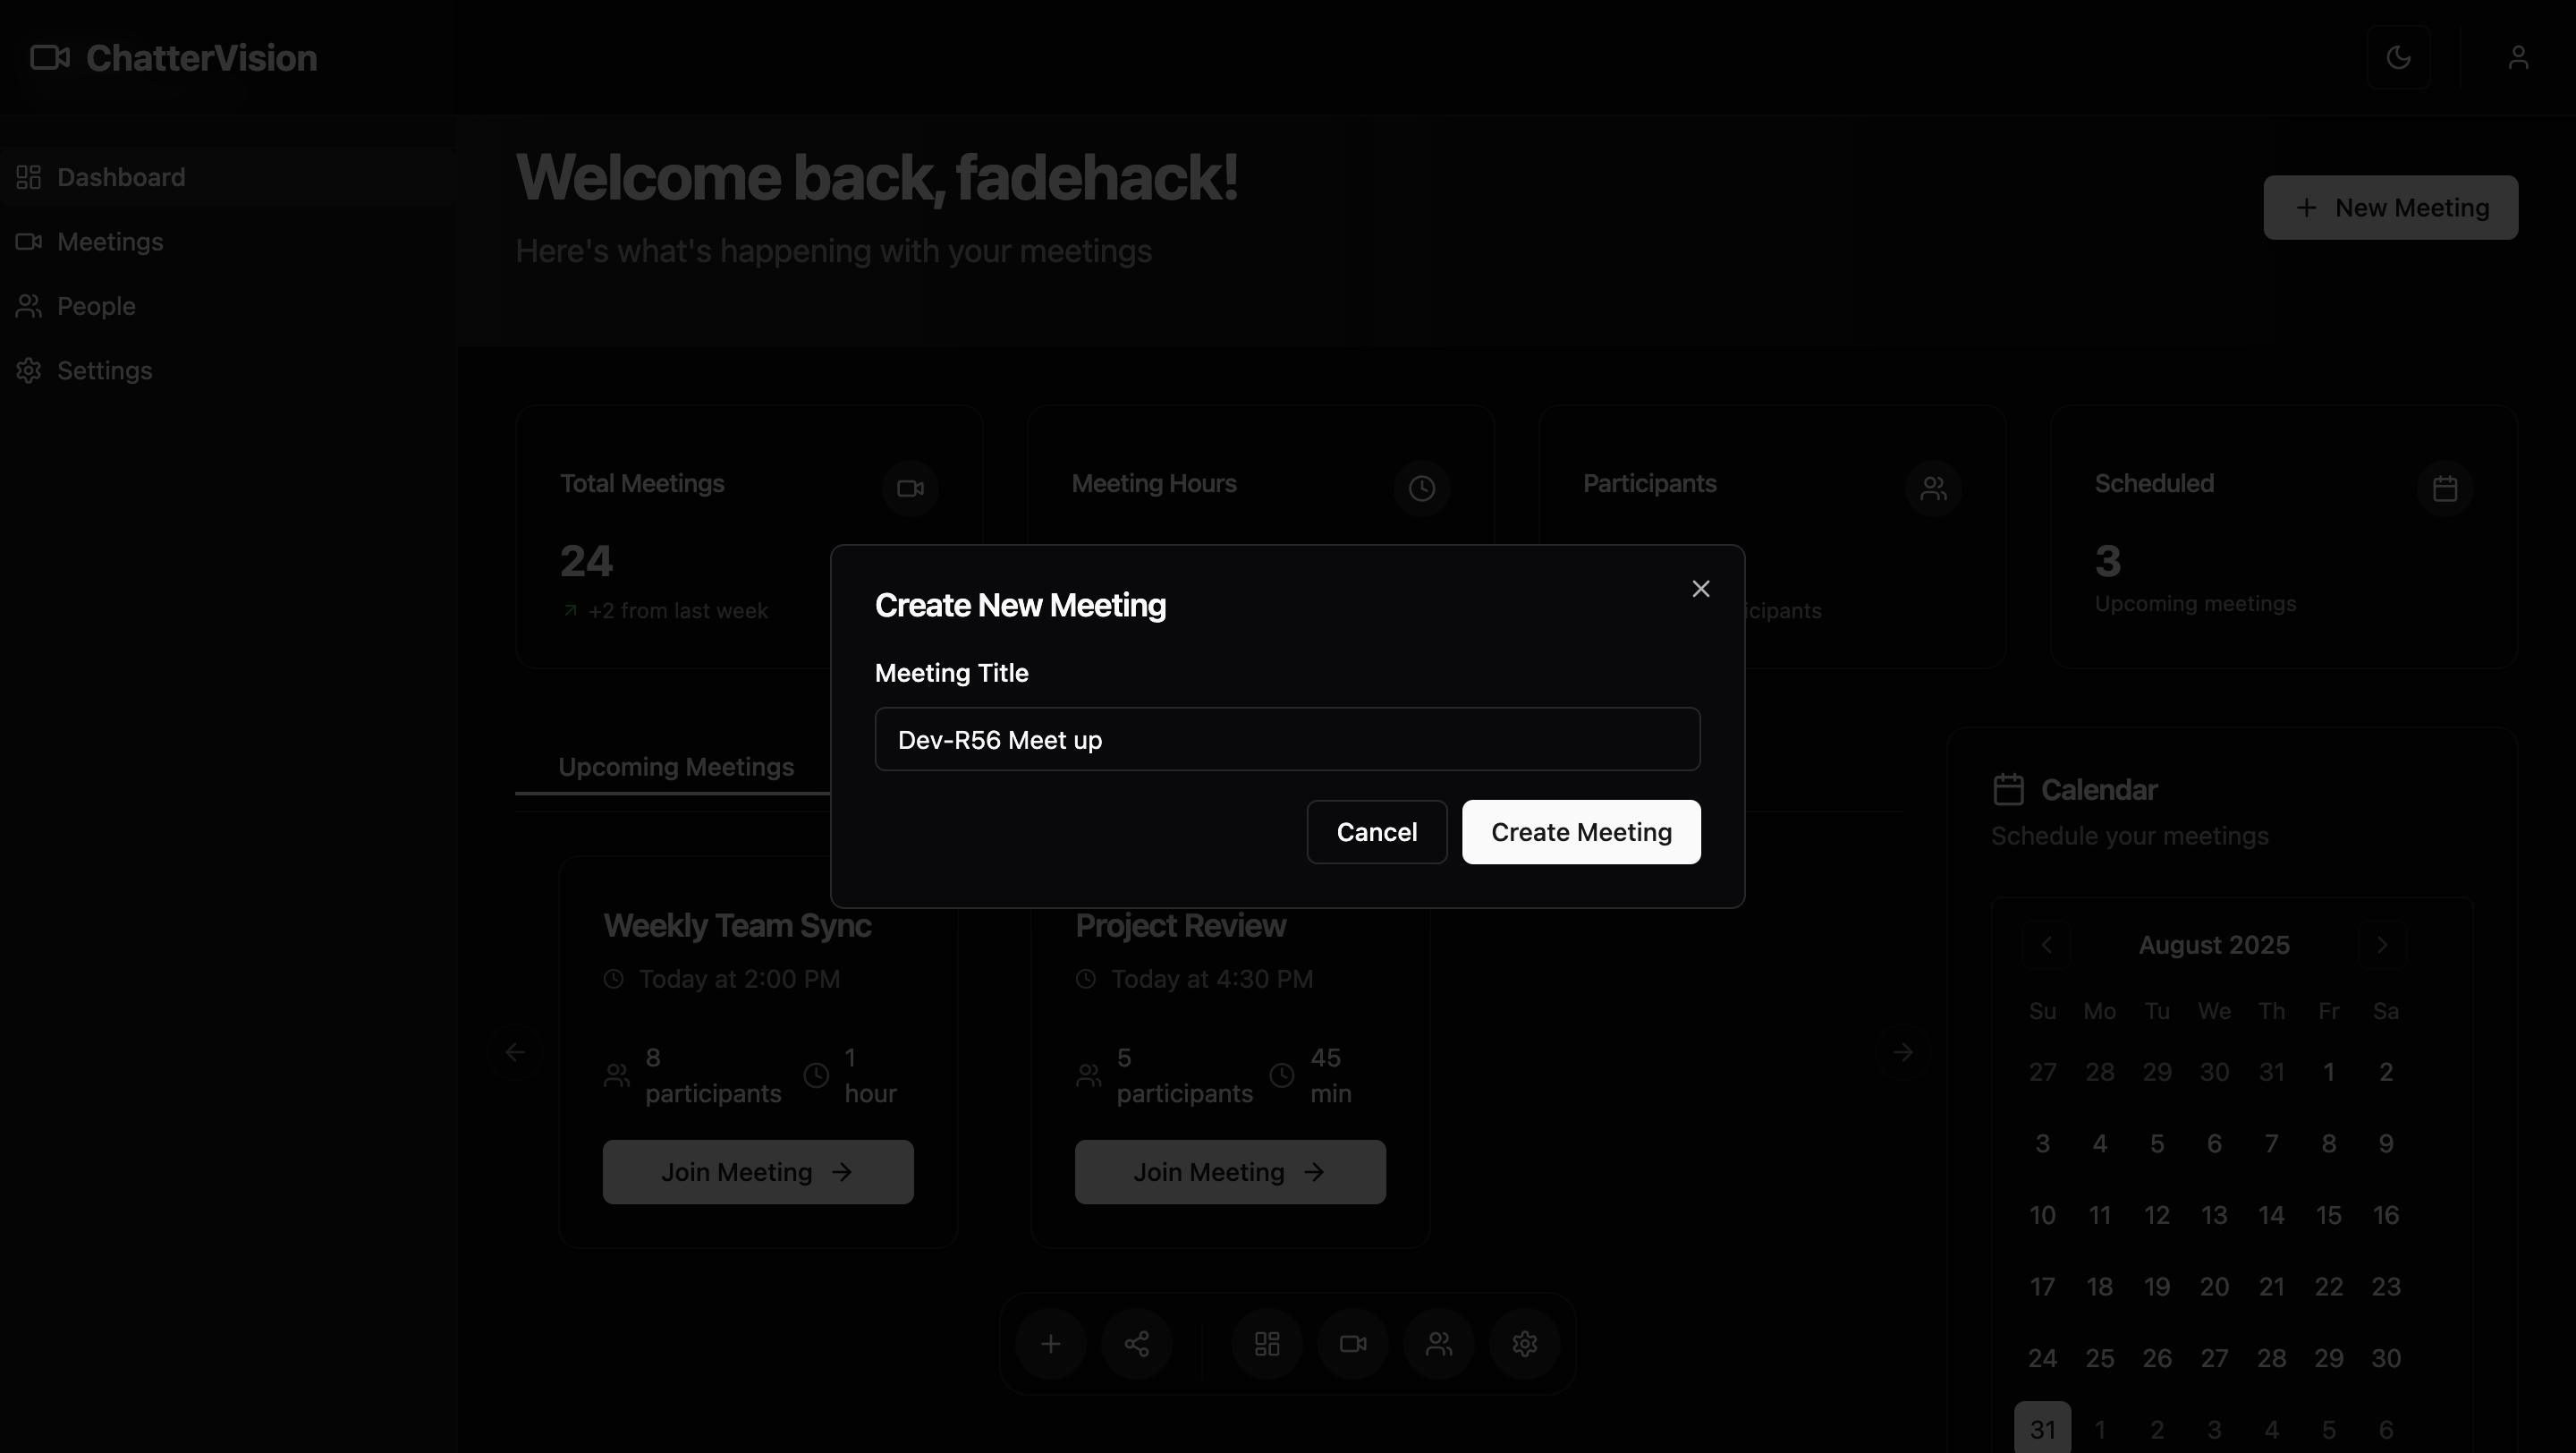 ChatterVision
Dashboard
Meetings
People
Settings
Welcome back, fadehack!
Here's what's happening with your meetings
New Meeting
Total Meetings
24
+2 from last week
Meeting Hours
Participants
icipants
Scheduled
3
Upcoming meetings
Create New Meeting
Meeting Title
Dev-R56 Meet up
Cancel
Create Meeting
Upcoming Meetings
Weekly Team Sync
Today at 2:00 PM
8 participants
1 hour
Join Meeting
Project Review
Today at 4:30 PM
5 participants
45 min
Join Meeting
Calendar
Schedule your meetings
August 2025
Su Mo Tu We Th Fr Sa
27 28 29 30 31 1 2
3 4 5 6 7 8 9
10 11 12 13 14 15 16
17 18 19 20 21 22 23
24 25 26 27 28 29 30
31 1 2 3 4 5 6